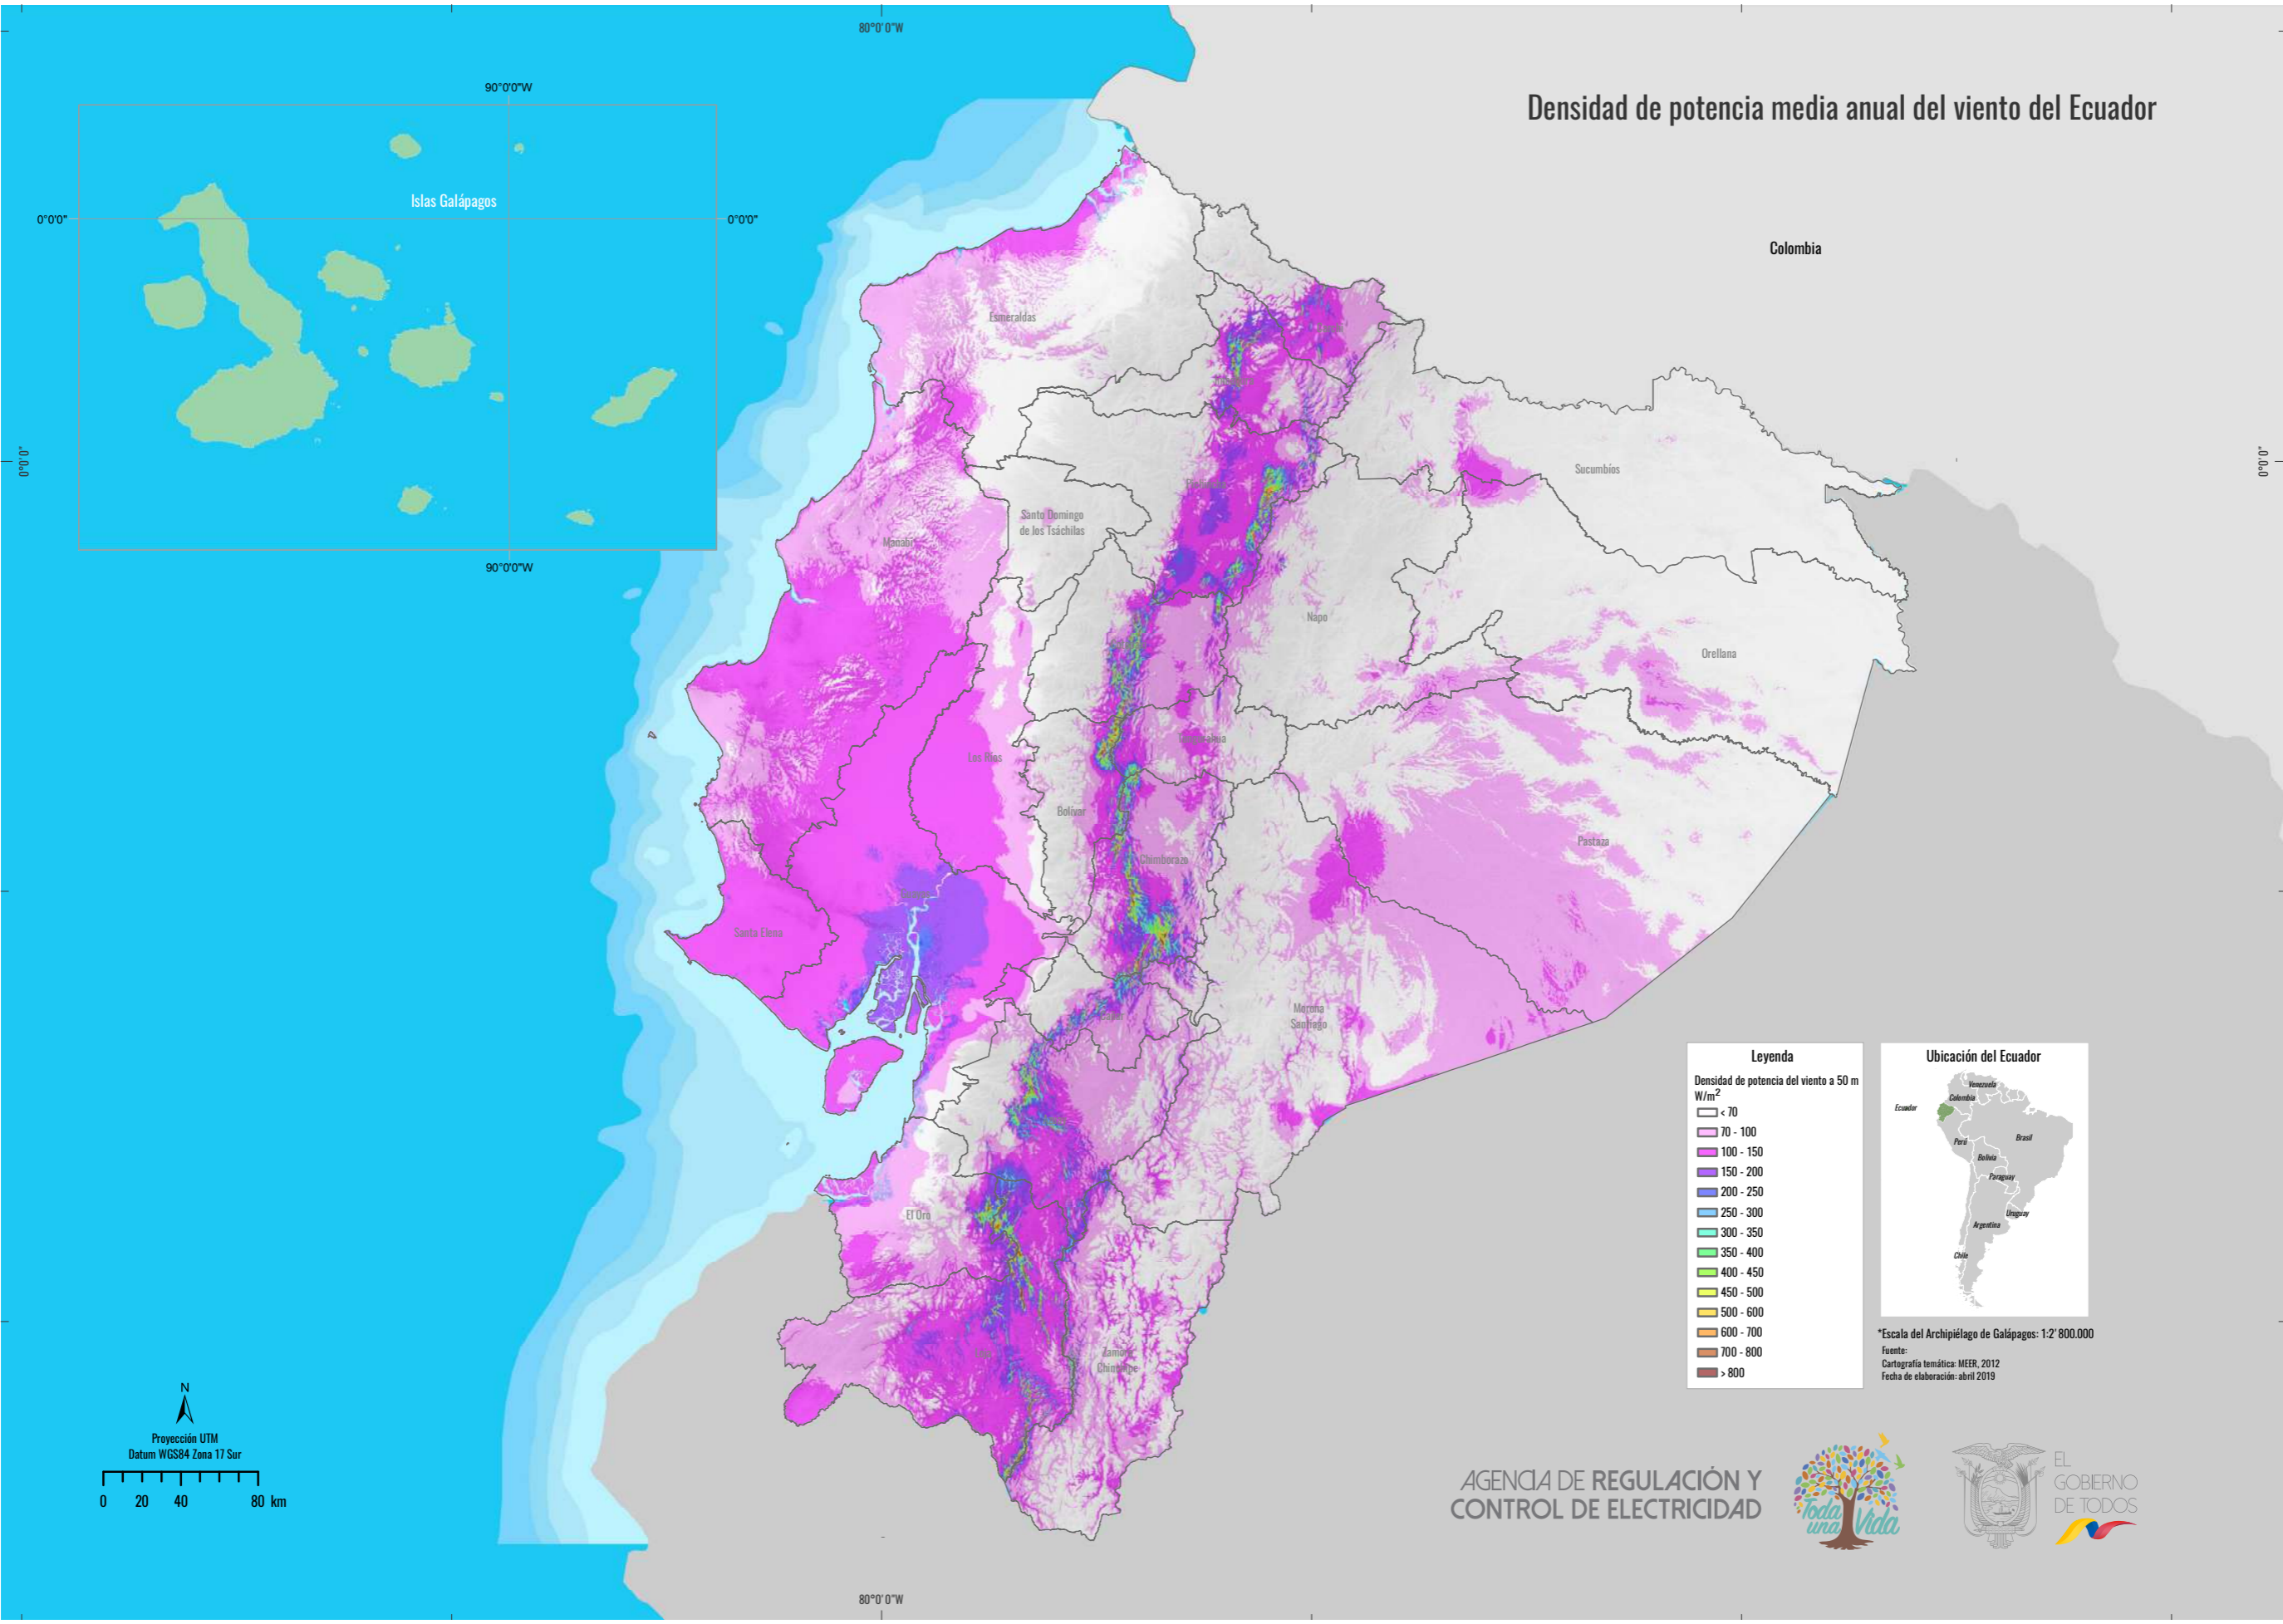 80°0'0"W
Densidad de potencia media anual del viento del Ecuador
90°0'0"W
Islas Galápagos
0°0'0"
0°0'0"
Colombia
90°0'0"W
0°0'0"
0°0'0"
Esmeraldas
Sucumbíos
Santo Domingo
de los Tsáchilas
Manabí
Napo
Orellana
Los Ríos
Bolívar
Pastaza
Chimborazo
Santa Elena
Morona
Santiago
El Oro
Zamora
Chinchipe
Leyenda
Densidad de potencia del viento a 50 m
W/m2
< 70
70 - 100
100 - 150
150 - 200
200 - 250
250 - 300
300 - 350
350 - 400
400 - 450
450 - 500
500 - 600
600 - 700
700 - 800
> 800
Ubicación del Ecuador
Venezuela
Colombia
Ecuador
Perú
Brasil
Bolivia
Paraguay
Uruguay
Argentina
Chile
*Escala del Archipiélago de Galápagos: 1:2'800.000
Fuente:
Cartografía temática: MEER, 2012
Fecha de elaboración: abril 2019
N
Proyección UTM
Datum WGS84 Zona 17 Sur
0 20 40 80 km
AGENCIA DE REGULACIÓN Y
CONTROL DE ELECTRICIDAD
Toda
una Vida
EL
GOBIERNO
DE TODOS
80°0'0"W